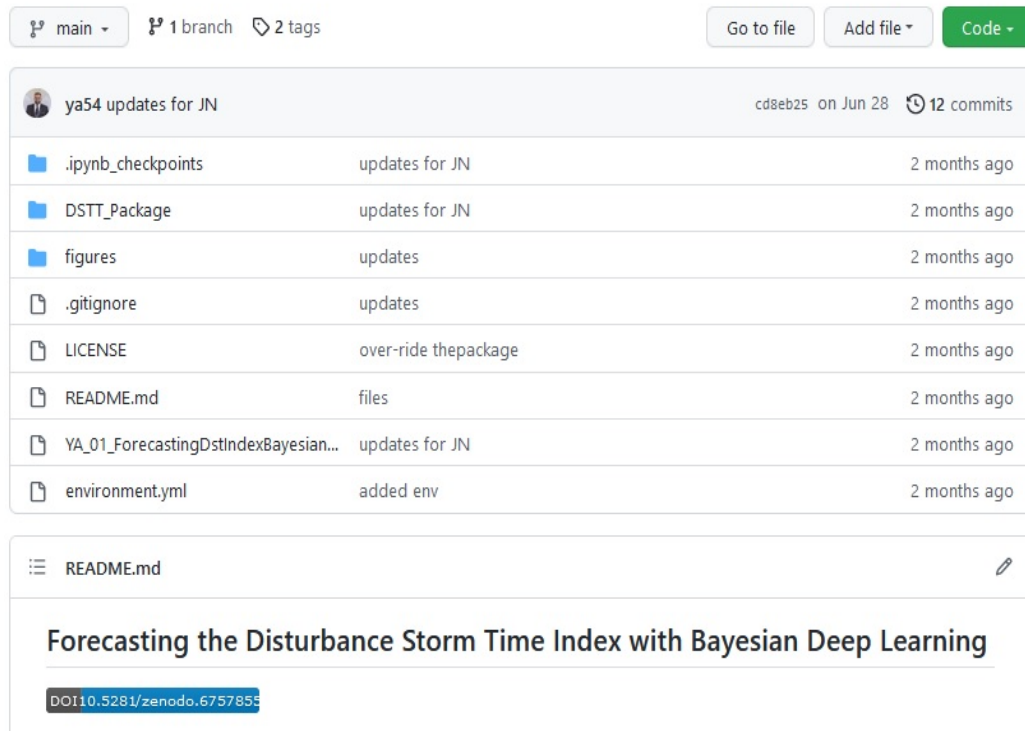 main 1 branch 2 tags Go to file Add file Code
ya54 updates for JN cd8eb25 on Jun 28 12 commits
.ipynb_checkpoints updates for JN 2 months ago
DSTT_Package updates for JN 2 months ago
figures updates 2 months ago
.gitignore updates 2 months ago
LICENSE over-ride thepackage 2 months ago
README.md files 2 months ago
YA_01_ForecastingDstIndexBayesian... updates for JN 2 months ago
environment.yml added env 2 months ago
README.md
Forecasting the Disturbance Storm Time Index with Bayesian Deep Learning
DOI10.5281/zenodo.6757855